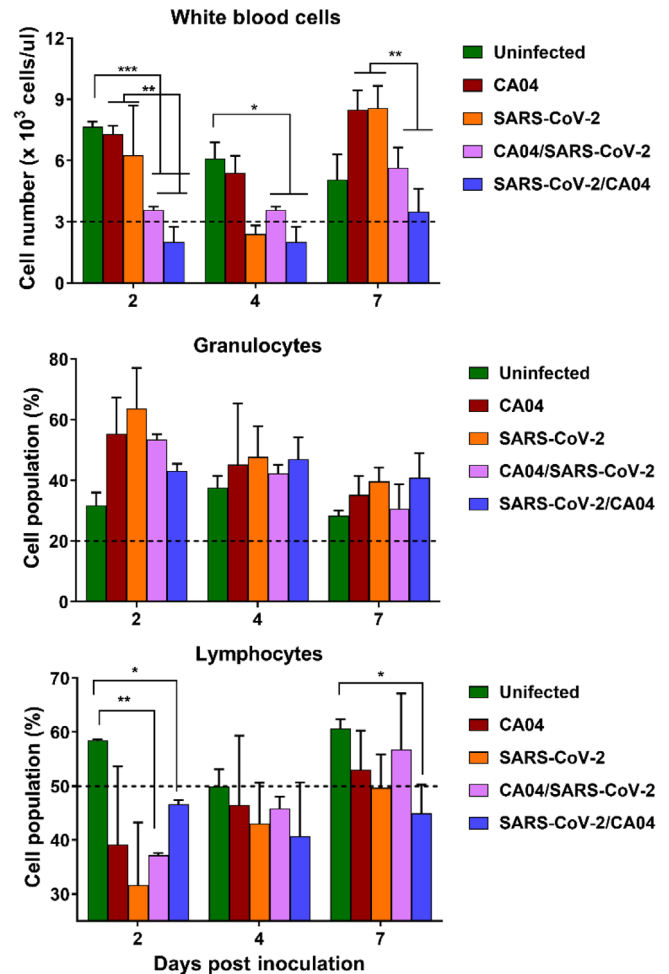 White blood cells
Cell number (x 10³ cells/ul)
12
9
6
3
0
***
**
*
**
2
4
7
Uninfected
CA04
SARS-CoV-2
CA04/SARS-CoV-2
SARS-CoV-2/CA04
Granulocytes
Cell population (%)
80
60
40
20
0
2
4
7
Uninfected
CA04
SARS-CoV-2
CA04/SARS-CoV-2
SARS-CoV-2/CA04
Lymphocytes
Cell population (%)
70
60
50
40
30
*
**
*
2
4
7
Days post inoculation
Unifected
CA04
SARS-CoV-2
CA04/SARS-CoV-2
SARS-CoV-2/CA04